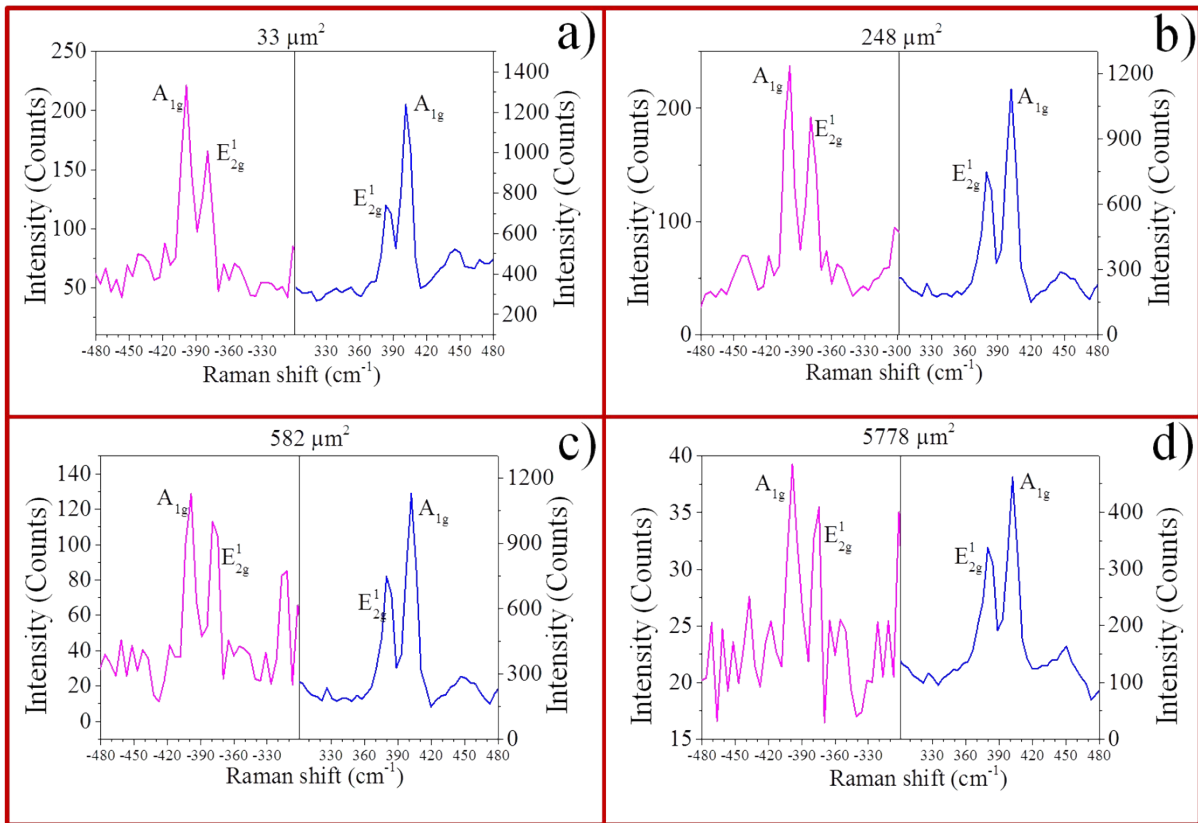 33 μm²
a)
250
200
150
100
50
Intensity (Counts)
A1g
E¹2g
E¹2g
A1g
1400
1200
1000
800
600
400
200
Intensity (Counts)
-480 -450 -420 -390 -360 -330 330 360 390 420 450 480
Raman shift (cm⁻¹)
248 μm²
b)
200
100
0
Intensity (Counts)
A1g
E¹2g
E¹2g
A1g
1200
900
600
300
0
Intensity (Counts)
-480 -450 -420 -390 -360 -330 -300 330 360 390 420 450 480
Raman shift (cm⁻¹)
582 μm²
c)
140
120
100
80
60
40
20
0
Intensity (Counts)
A1g
E¹2g
E¹2g
A1g
1200
900
600
300
0
Intensity (Counts)
-480 -450 -420 -390 -360 -330 330 360 390 420 450 480
Raman shift (cm⁻¹)
5778 μm²
d)
40
35
30
25
20
15
Intensity (Counts)
A1g
E¹2g
E¹2g
A1g
400
300
200
100
0
Intensity (Counts)
-480 -450 -420 -390 -360 -330 330 360 390 420 450 480
Raman shift (cm⁻¹)